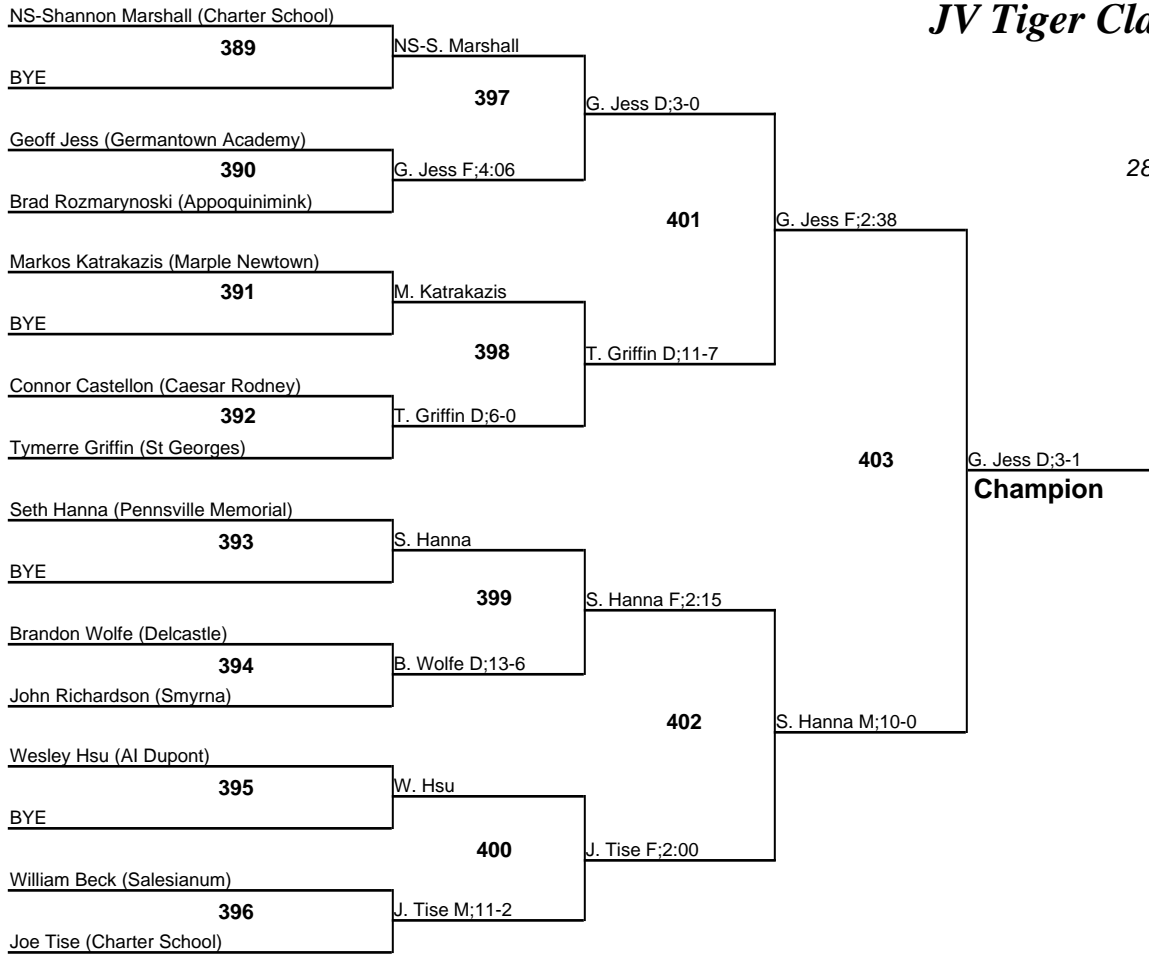 NS-Shannon Marshall (Charter School)
JV Tiger Cla
389
NS-S. Marshall
BYE
397
G. Jess D;3-0
Geoff Jess (Germantown Academy)
390
G. Jess F;4:06
28
Brad Rozmarynoski (Appoquinimink)
401
G. Jess F;2:38
Markos Katrakazis (Marple Newtown)
391
M. Katrakazis
BYE
398
T. Griffin D;11-7
Connor Castellon (Caesar Rodney)
392
T. Griffin D;6-0
Tymerre Griffin (St Georges)
403
G. Jess D;3-1
Champion
Seth Hanna (Pennsville Memorial)
393
S. Hanna
BYE
399
S. Hanna F;2:15
Brandon Wolfe (Delcastle)
394
B. Wolfe D;13-6
John Richardson (Smyrna)
402
S. Hanna M;10-0
Wesley Hsu (AI Dupont)
395
W. Hsu
BYE
400
J. Tise F;2:00
William Beck (Salesianum)
396
J. Tise M;11-2
Joe Tise (Charter School)